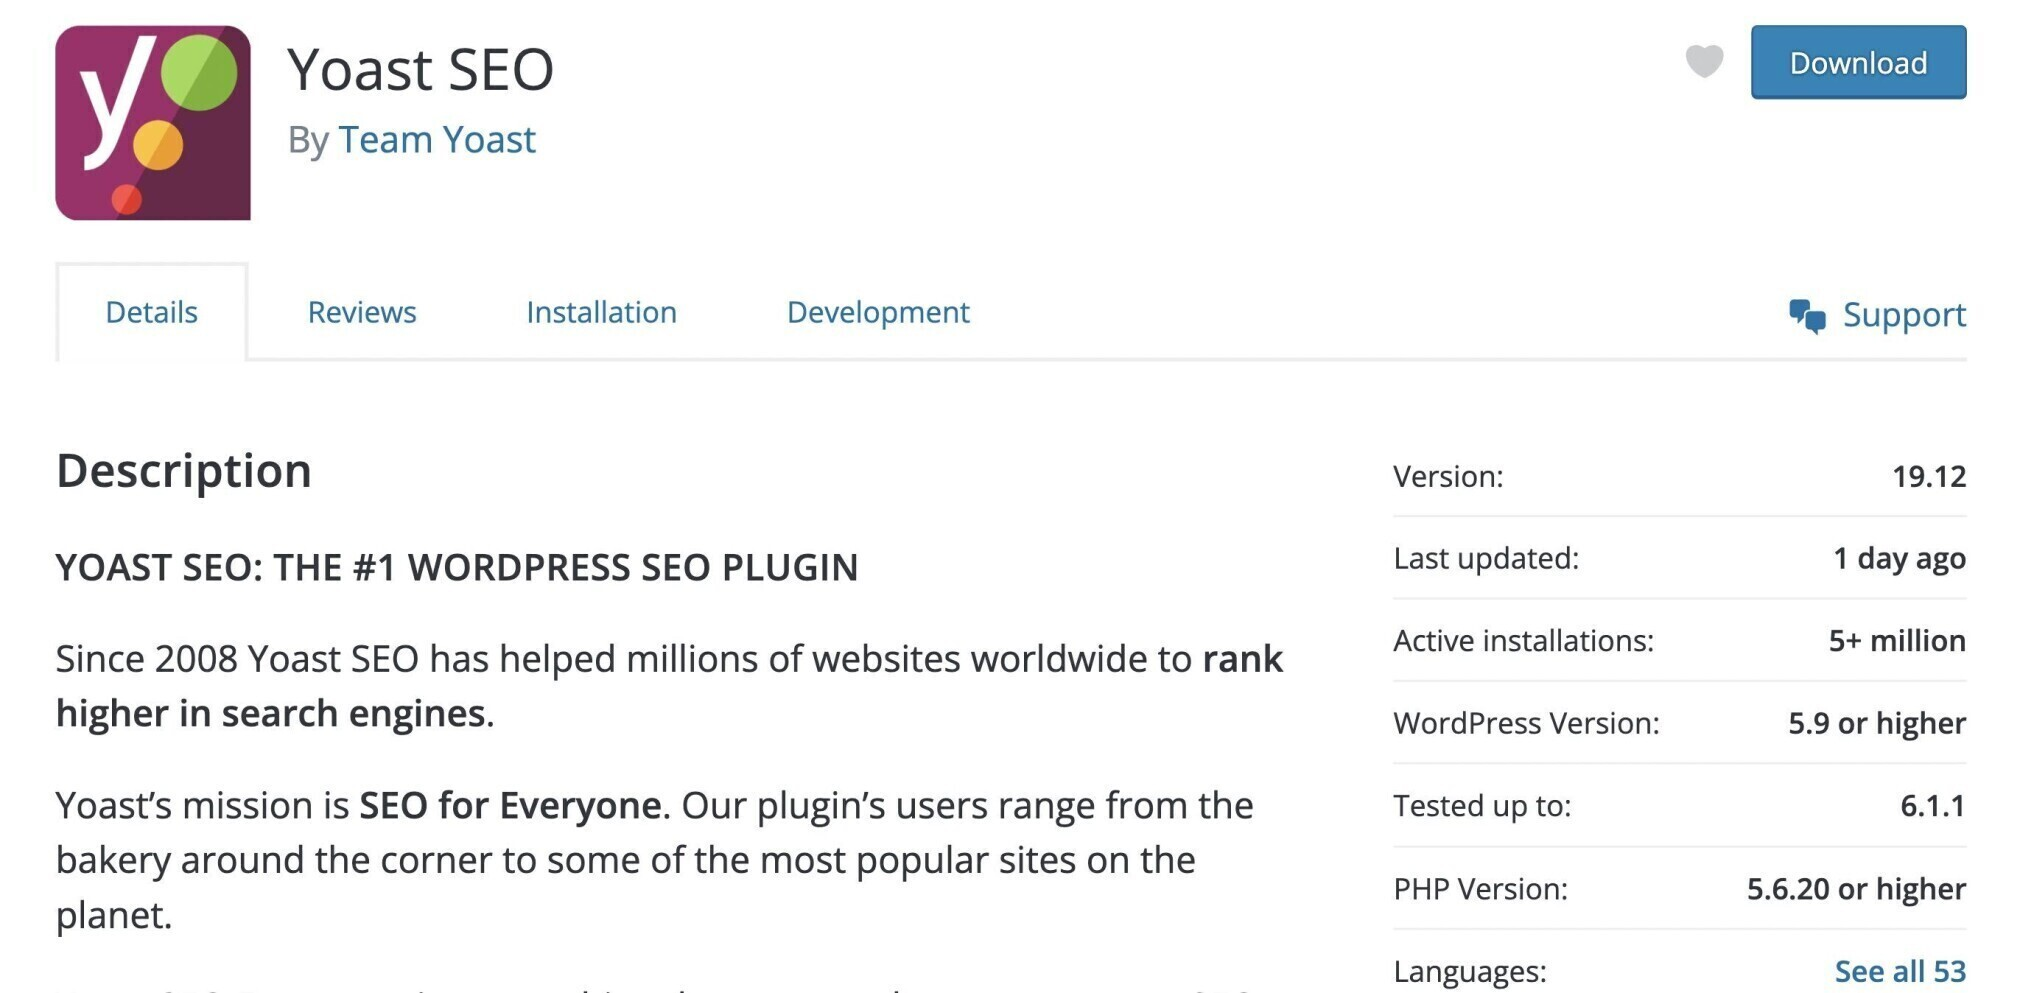 y
Yoast SEO
By Team Yoast
Download
Details
Reviews
Installation
Development
Support
Description
YOAST SEO: THE #1 WORDPRESS SEO PLUGIN
Since 2008 Yoast SEO has helped millions of websites worldwide to rank
higher in search engines.
Yoast’s mission is SEO for Everyone. Our plugin’s users range from the
bakery around the corner to some of the most popular sites on the
planet.
Version: 19.12
Last updated: 1 day ago
Active installations: 5+ million
WordPress Version: 5.9 or higher
Tested up to: 6.1.1
PHP Version: 5.6.20 or higher
Languages: See all 53